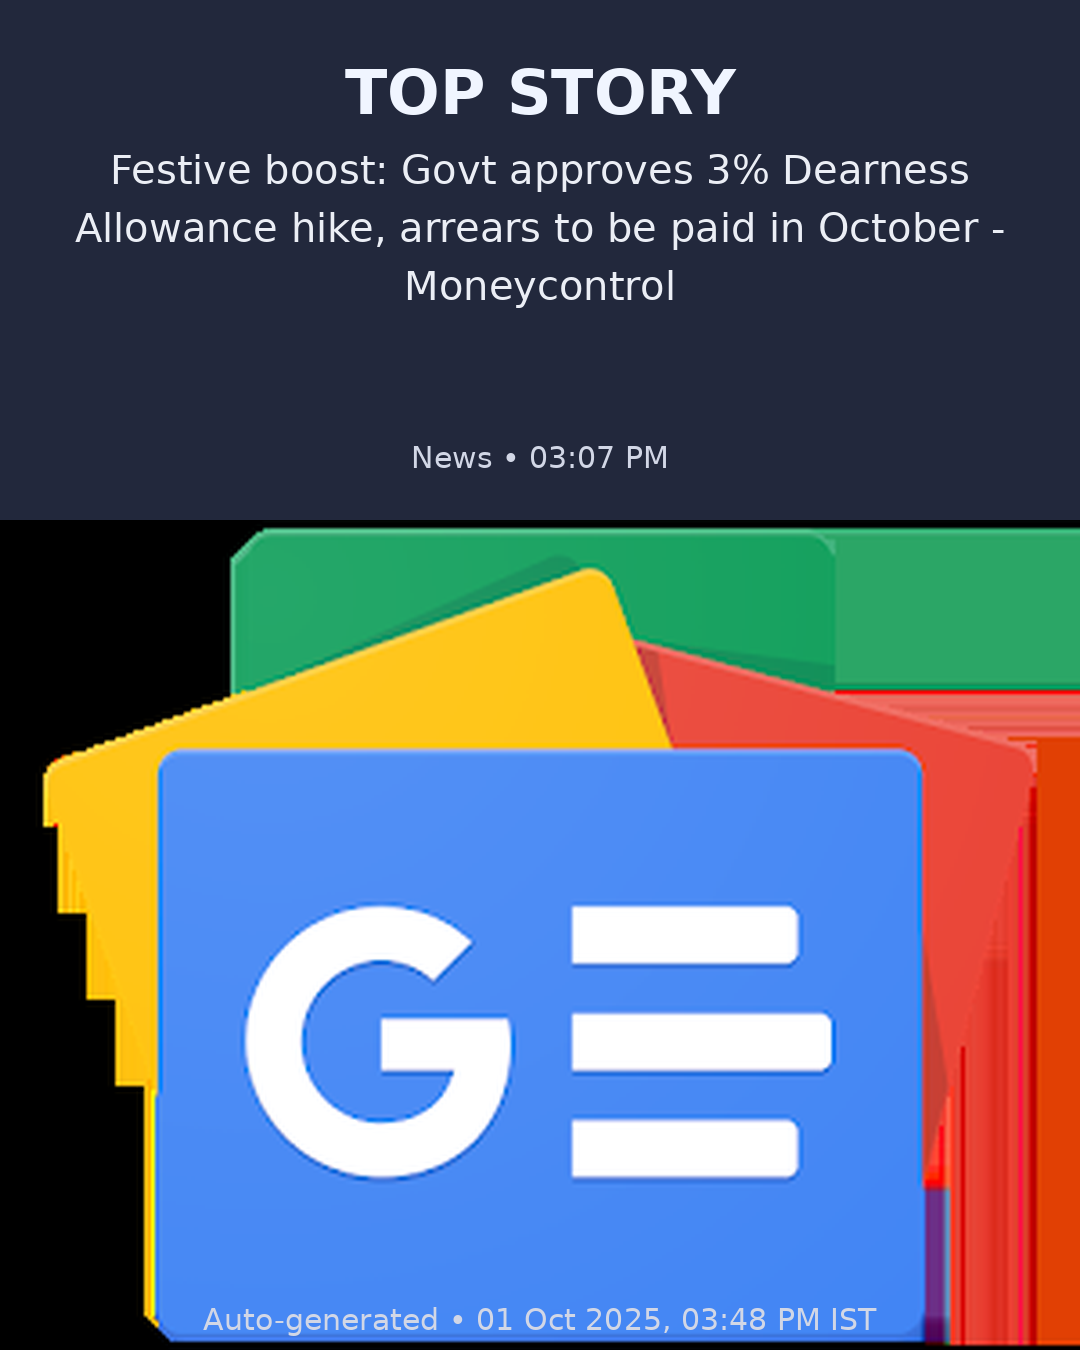 TOP STORY
Festive boost: Govt approves 3% Dearness
Allowance hike, arrears to be paid in October -
Moneycontrol
News • 03:07 PM
G
Auto-generated • 01 Oct 2025, 03:48 PM IST